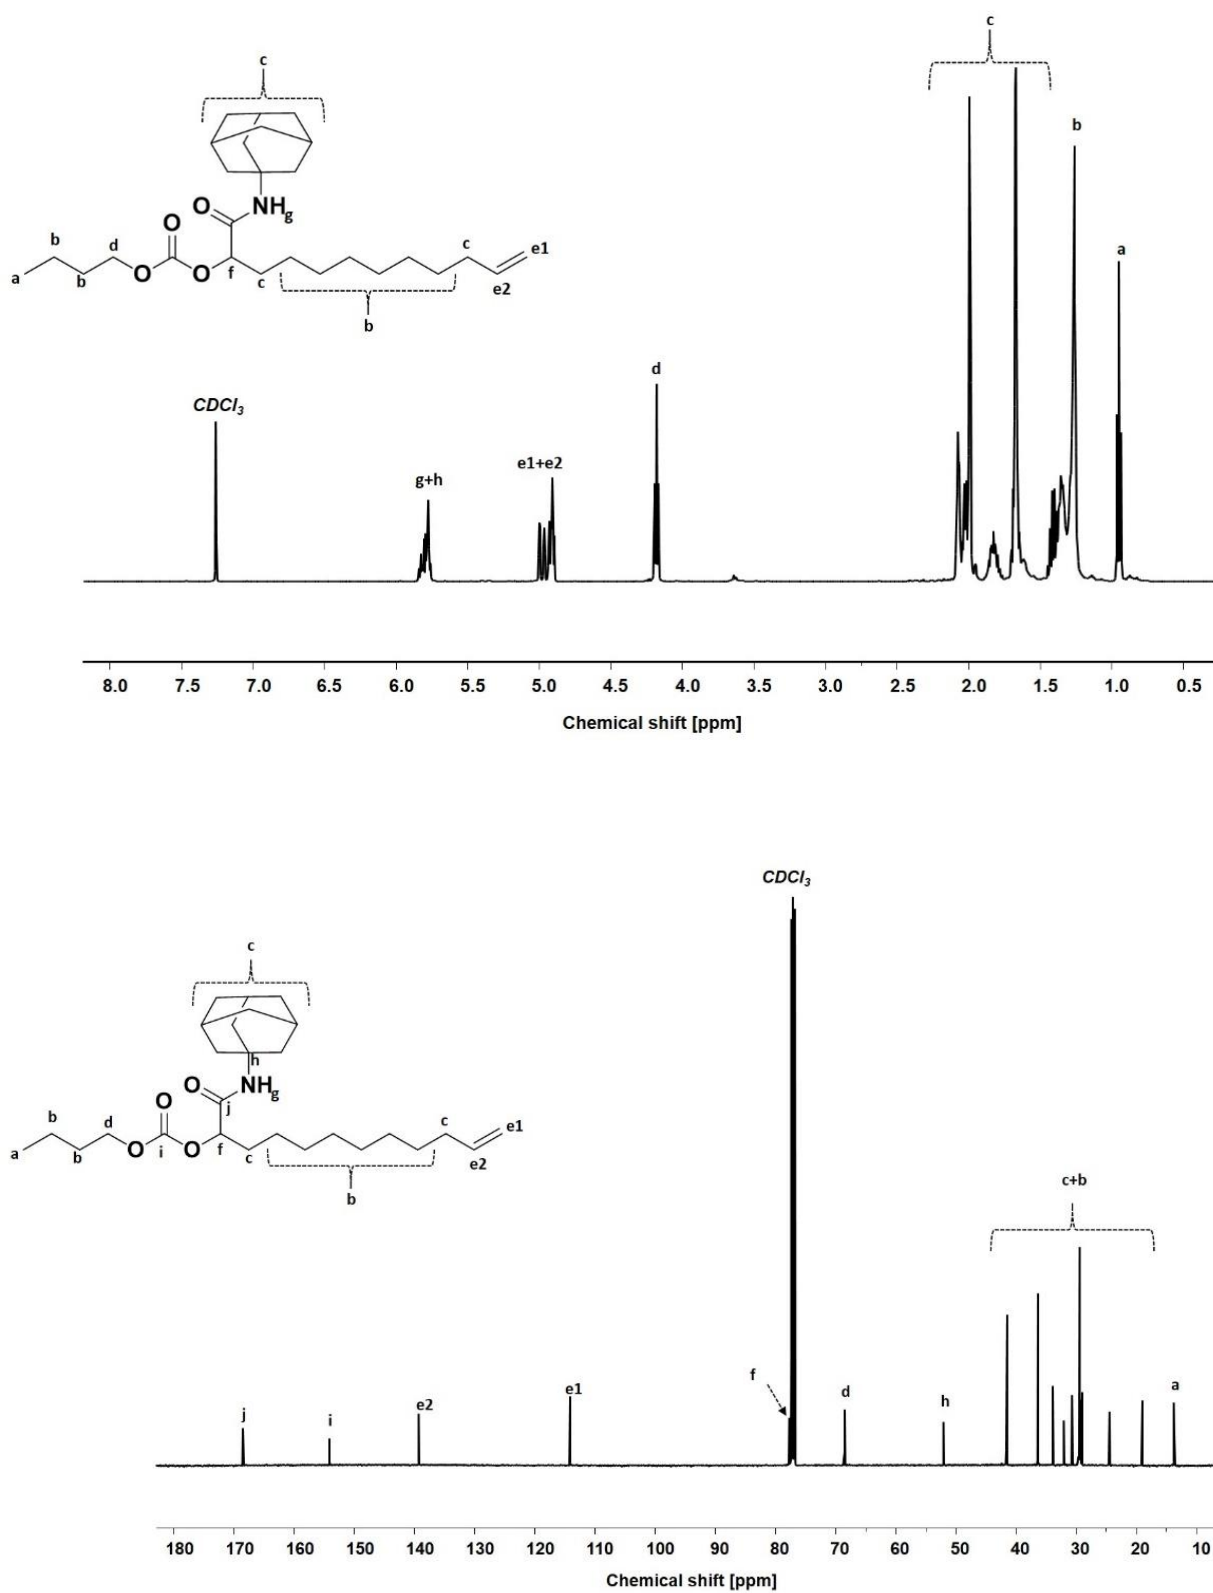 c
c
b
O
NH
g
O
b
d
c
e1
a
b
O
O
f
c
e2
b
a
d
CDCl3
g+h
e1+e2
8.0 7.5 7.0 6.5 6.0 5.5 5.0 4.5 4.0 3.5 3.0 2.5 2.0 1.5 1.0 0.5
Chemical shift [ppm]
CDCl3
c
h
O
NH
g
O
j
b
d
c
e1
a
b
O
i
O
f
c
e2
b
c+b
f
j
i
e2
e1
d
h
a
180 170 160 150 140 130 120 110 100 90 80 70 60 50 40 30 20 10
Chemical shift [ppm]